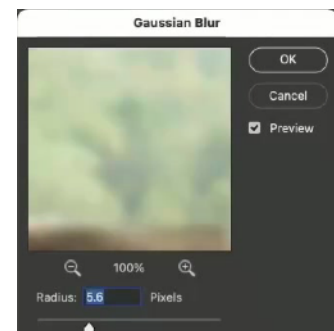 Gaussian Blur
OK
Cancel
Preview
100%
Radius: 5.6 Pixels